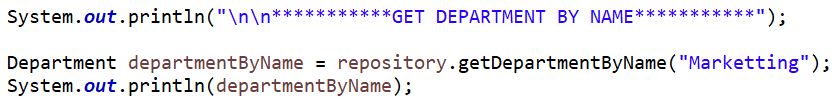 System.out.println("\n\n***********GET DEPARTMENT BY NAME***********");
Department departmentByName = repository.getDepartmentByName("Marketting");
System.out.println(departmentByName);